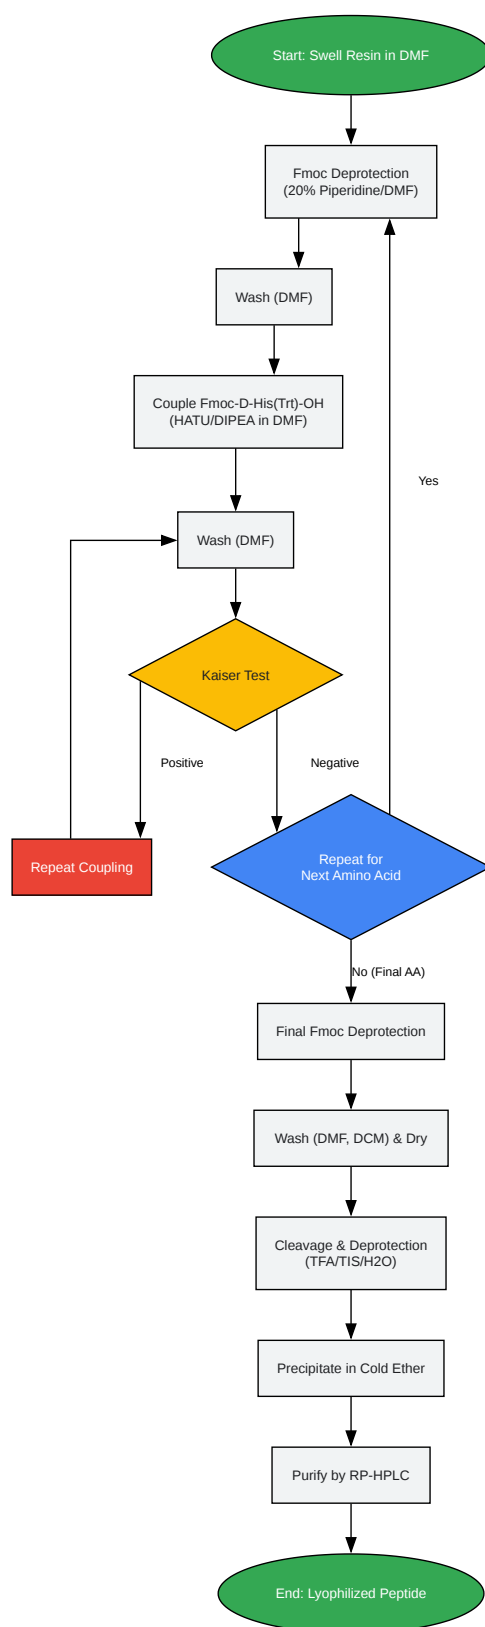 Start: Swell Resin in DMF
Fmoc Deprotection
(20% Piperidine/DMF)
Wash (DMF)
Couple Fmoc-D-His(Trt)-OH
(HATU/DIPEA in DMF)
Yes
Wash (DMF)
Kaiser Test
Positive
Negative
Repeat Coupling
Repeat for
Next Amino Acid
No (Final AA)
Final Fmoc Deprotection
Wash (DMF, DCM) & Dry
Cleavage & Deprotection
(TFA/TIS/H2O)
Precipitate in Cold Ether
Purify by RP-HPLC
End: Lyophilized Peptide